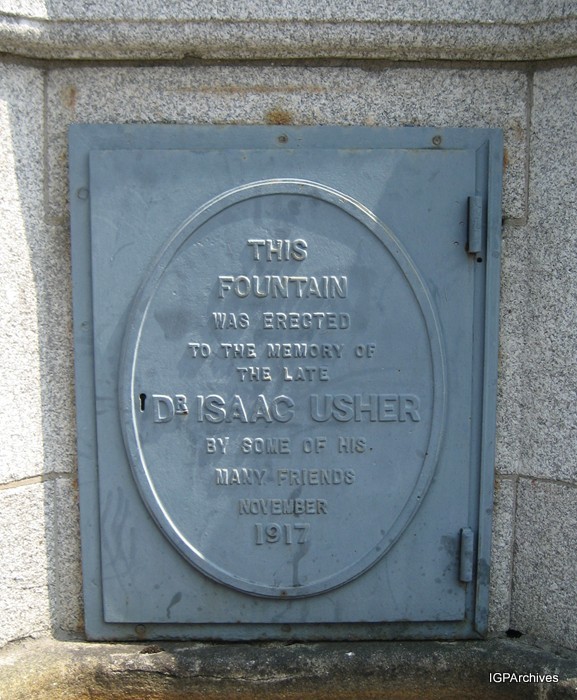 THIS
FOUNTAIN
WAS ERECTED
TO THE MEMORY OF
THE LATE
DR ISAAC USHER
BY SOME OF HIS
MANY FRIENDS
NOVEMBER
1917
IGPArchives